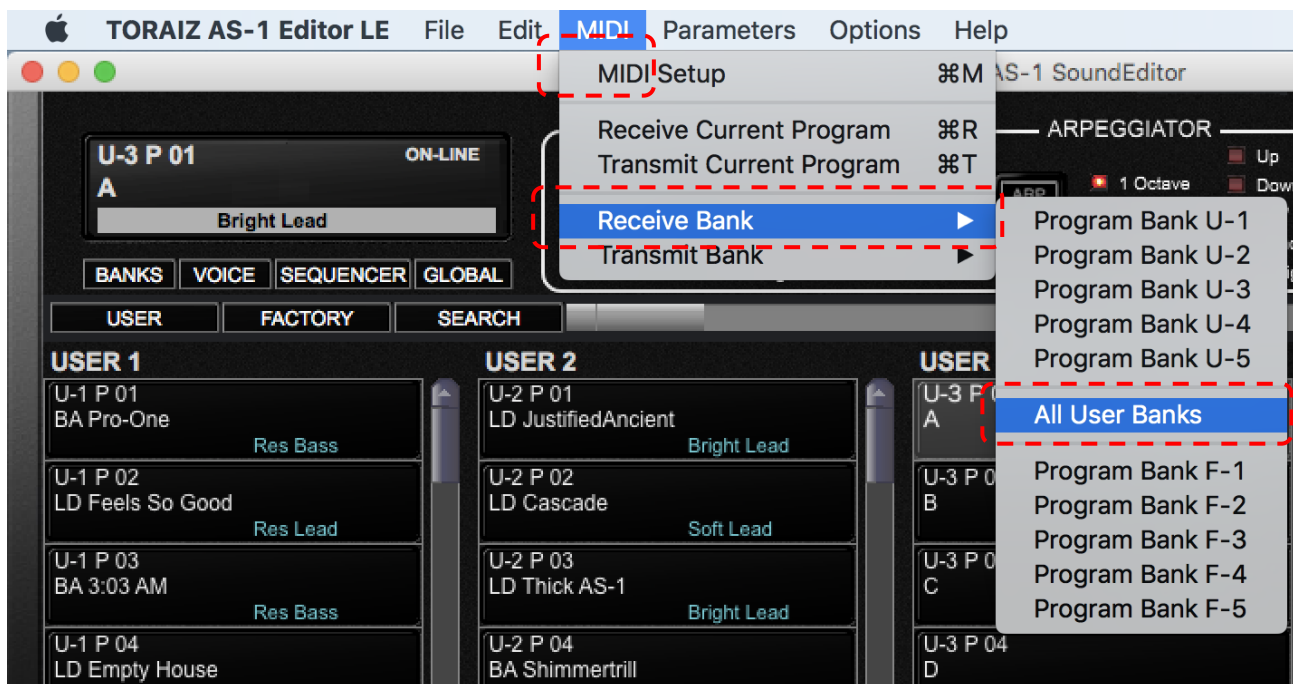 TORAIZ AS-1 Editor LE File Edit MIDI Parameters Options Help
AS-1 SoundEditor
MIDI Setup ⌘M
Receive Current Program ⌘R
Transmit Current Program ⌘T
Receive Bank ▶
Transmit Bank ▶
U-3 P 01 ON-LINE
A
Bright Lead
ARPEGGIATOR
Up
1 Octave
ARP
BANKS VOICE SEQUENCER GLOBAL
USER FACTORY SEARCH
Program Bank U-1
Program Bank U-2
Program Bank U-3
Program Bank U-4
Program Bank U-5
All User Banks
Program Bank F-1
Program Bank F-2
Program Bank F-3
Program Bank F-4
Program Bank F-5
USER 1
U-1 P 01
BA Pro-One
Res Bass
U-1 P 02
LD Feels So Good
Res Lead
U-1 P 03
BA 3:03 AM
Res Bass
U-1 P 04
LD Empty House
USER 2
U-2 P 01
LD JustifiedAncient
Bright Lead
U-2 P 02
LD Cascade
Soft Lead
U-2 P 03
LD Thick AS-1
Bright Lead
U-2 P 04
BA Shimmertrill
USER
U-3 P
A
U-3 P 0
B
U-3 P 0
C
U-3 P 04
D